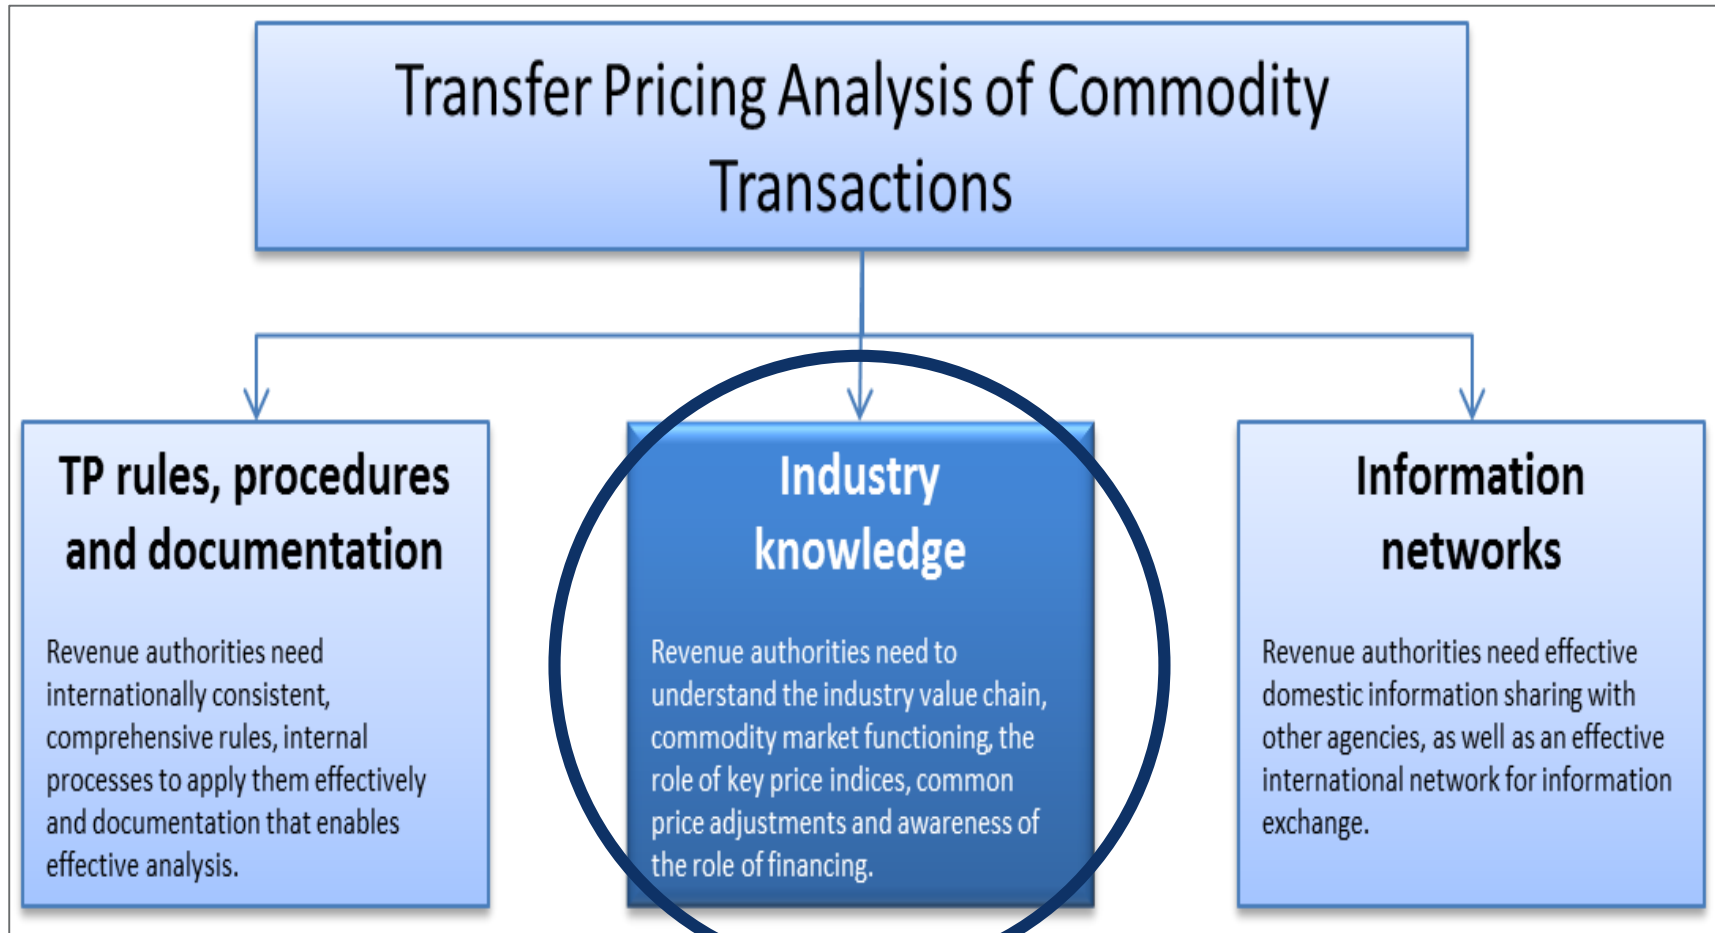 Transfer Pricing Analysis of Commodity
Transactions
TP rules, procedures
and documentation
Revenue authorities need
internationally consistent,
comprehensive rules, internal
processes to apply them effectively
and documentation that enables
effective analysis.
Industry
knowledge
Revenue authorities need to
understand the industry value chain,
commodity market functioning, the
role of key price indices, common
price adjustments and awareness of
the role of financing.
Information
networks
Revenue authorities need effective
domestic information sharing with
other agencies, as well as an effective
international network for information
exchange.